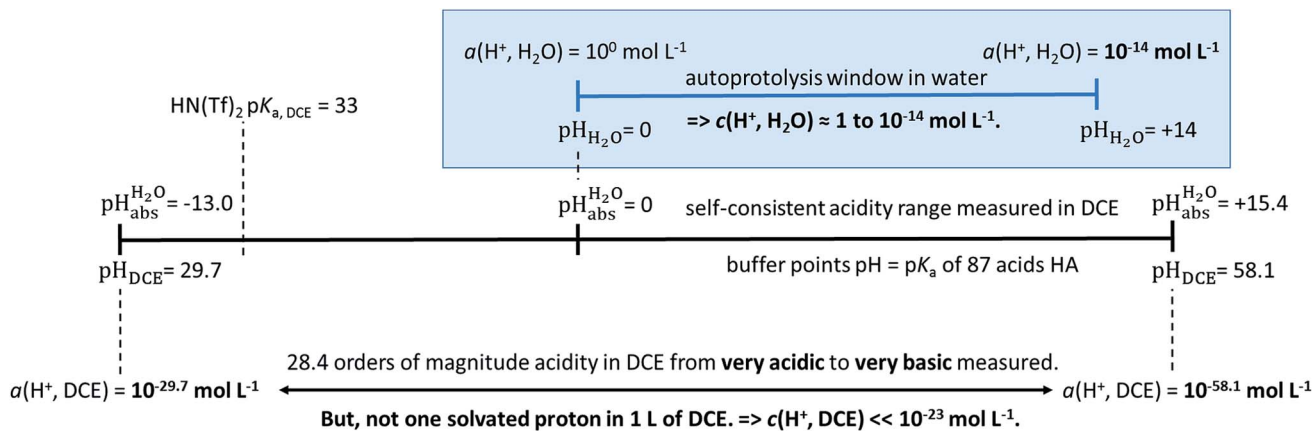 a(H⁺, H₂O) = 10⁰ mol L⁻¹
a(H⁺, H₂O) = 10⁻¹⁴ mol L⁻¹
autoprotolysis window in water
=> c(H⁺, H₂O) ≈ 1 to 10⁻¹⁴ mol L⁻¹.
pH_H₂O = 0
pH_H₂O = +14
HN(Tf)₂ pKa, DCE = 33
pH_abs^H₂O = -13.0
pH_abs^H₂O = 0
self-consistent acidity range measured in DCE
pH_abs^H₂O = +15.4
pH_DCE = 29.7
buffer points pH = pKa of 87 acids HA
pH_DCE = 58.1
28.4 orders of magnitude acidity in DCE from very acidic to very basic measured.
a(H⁺, DCE) = 10⁻²⁹·⁷ mol L⁻¹
a(H⁺, DCE) = 10⁻⁵⁸·¹ mol L⁻¹
But, not one solvated proton in 1 L of DCE. => c(H⁺, DCE) << 10⁻²³ mol L⁻¹.